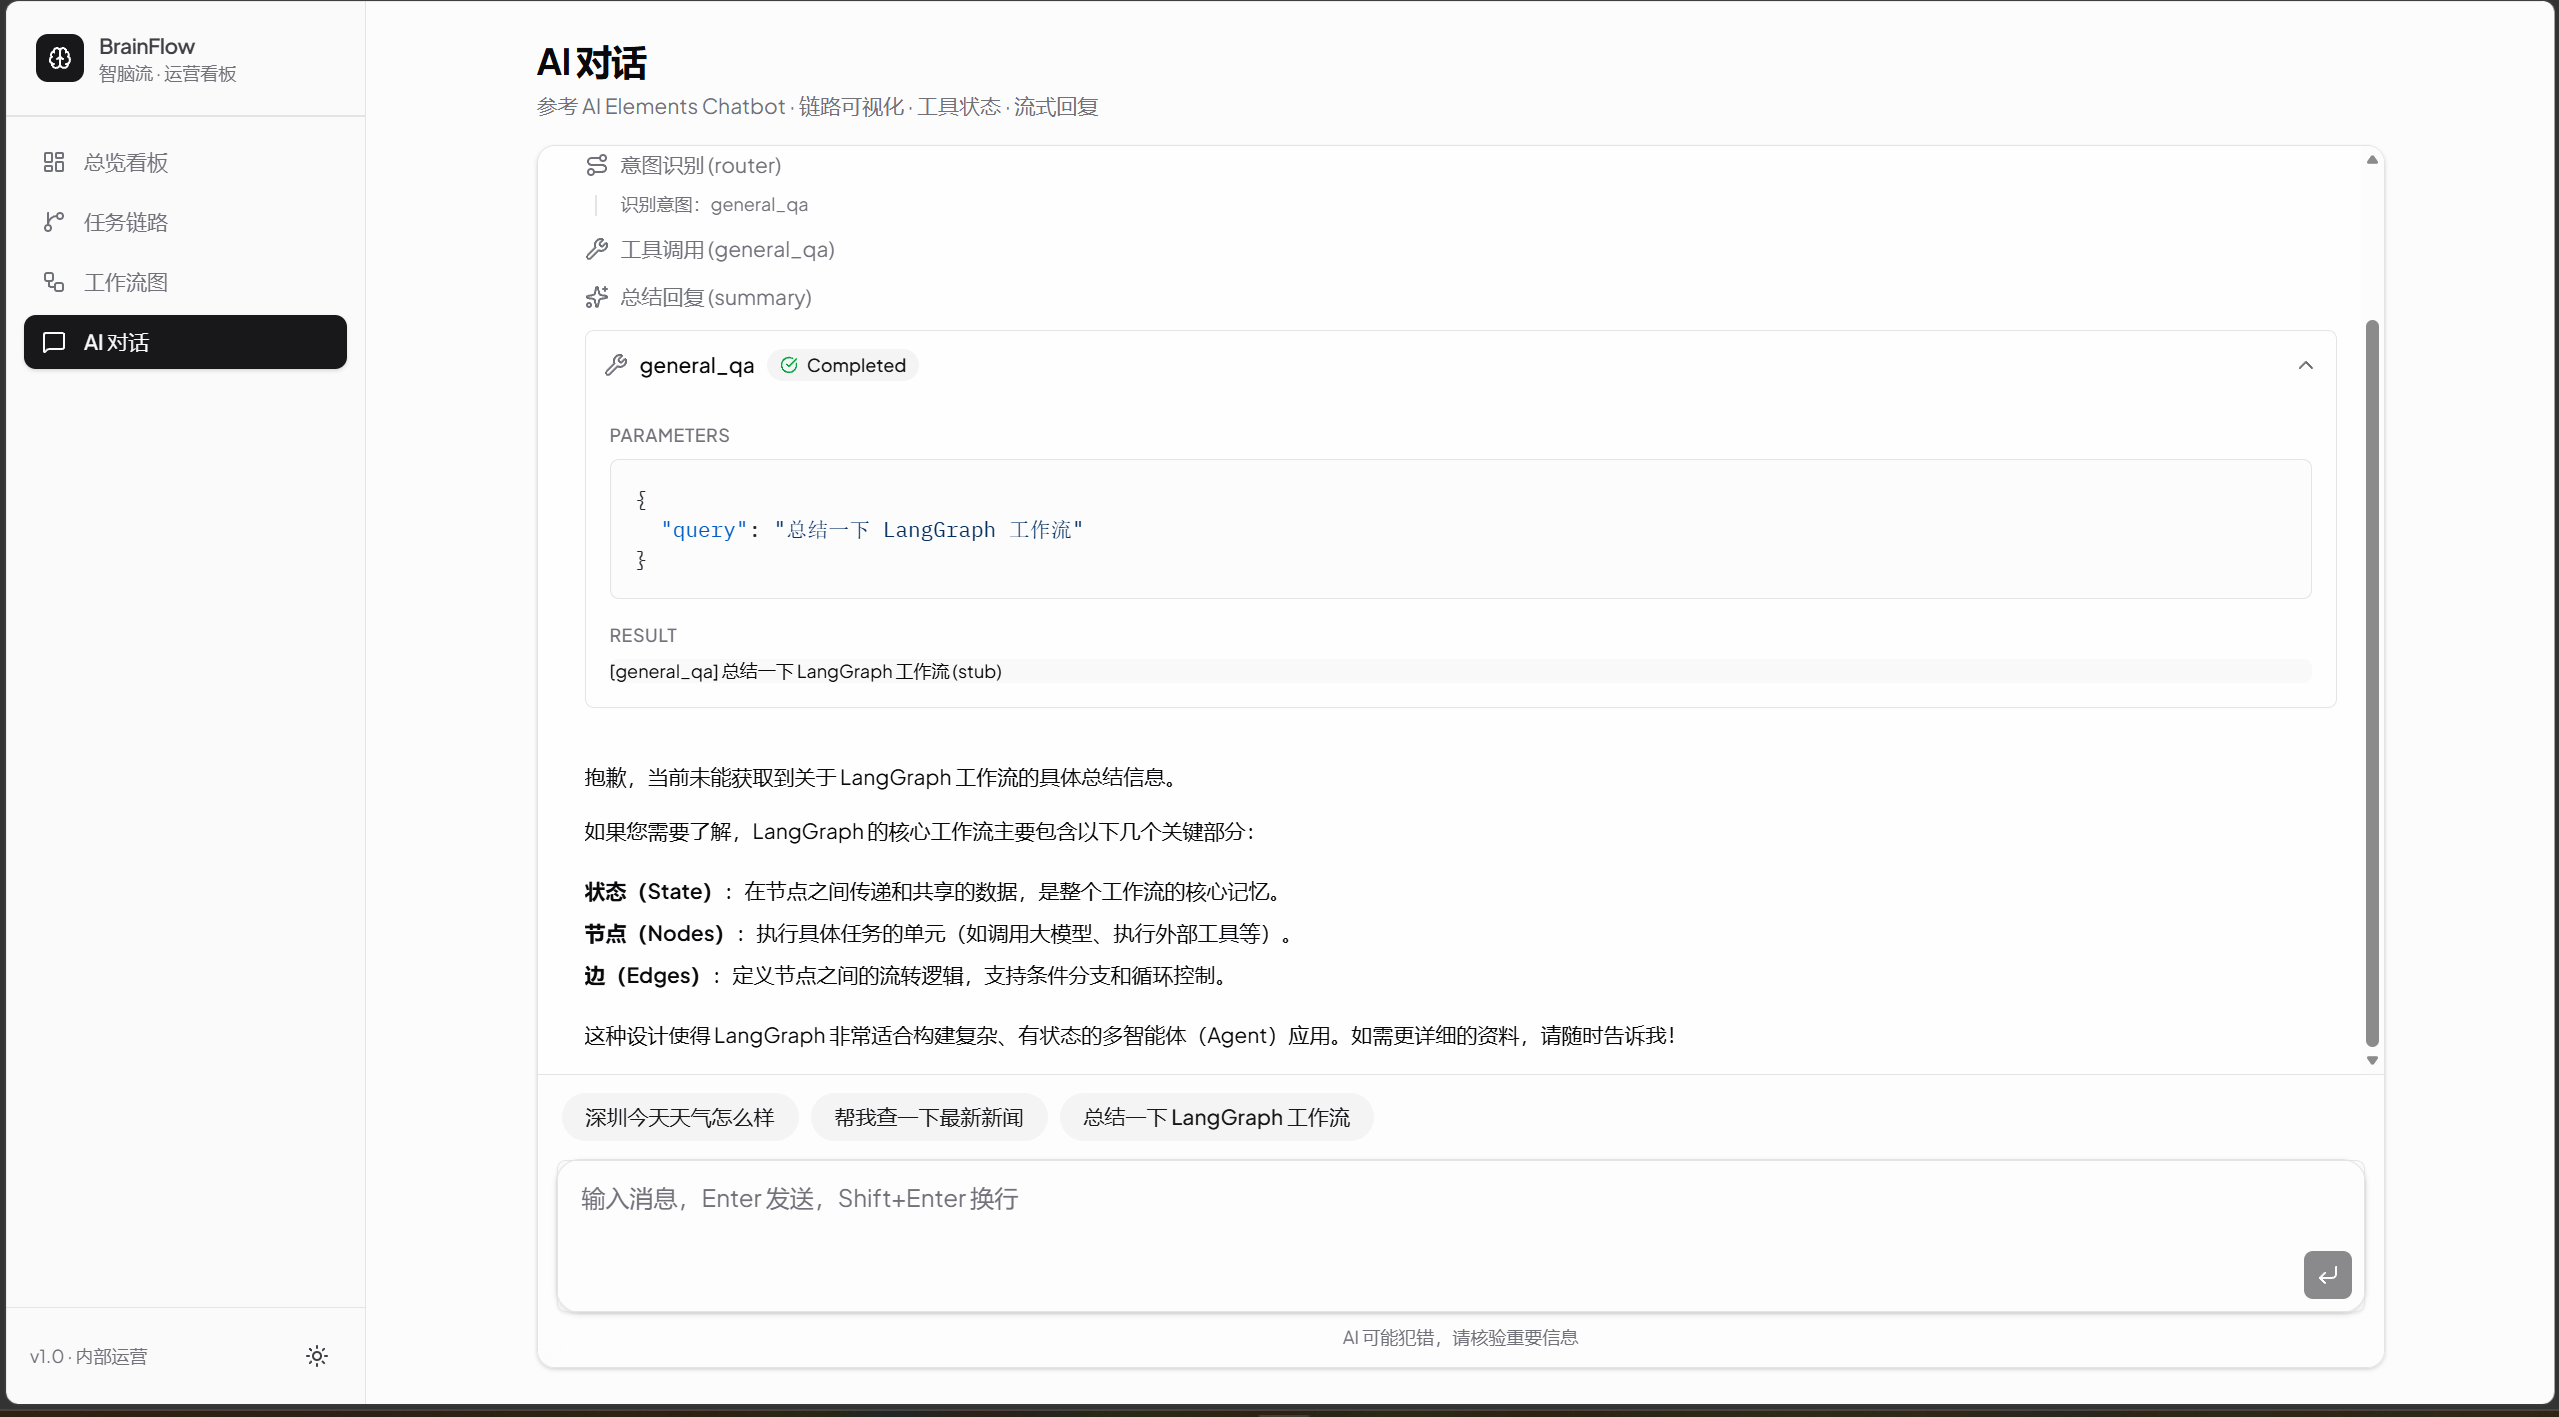 BrainFlow
智脑流 · 运营看板
总览看板
任务链路
工作流图
AI 对话
v1.0 · 内部运营
AI 对话
参考 AI Elements Chatbot · 链路可视化 · 工具状态 · 流式回复
意图识别 (router)
识别意图：general_qa
工具调用 (general_qa)
总结回复 (summary)
general_qa
Completed
PARAMETERS
{
"query": "总结一下 LangGraph 工作流"
}
RESULT
[general_qa] 总结一下 LangGraph 工作流 (stub)
抱歉，当前未能获取到关于 LangGraph 工作流的具体总结信息。
如果您需要了解，LangGraph 的核心工作流主要包含以下几个关键部分：
状态（State）：在节点之间传递和共享的数据，是整个工作流的核心记忆。
节点（Nodes）：执行具体任务的单元（如调用大模型、执行外部工具等）。
边（Edges）：定义节点之间的流转逻辑，支持条件分支和循环控制。
这种设计使得 LangGraph 非常适合构建复杂、有状态的多智能体（Agent）应用。如需更详细的资料，请随时告诉我！
深圳今天天气怎么样
帮我查一下最新新闻
总结一下 LangGraph 工作流
输入消息，Enter 发送，Shift+Enter 换行
AI 可能犯错，请核验重要信息